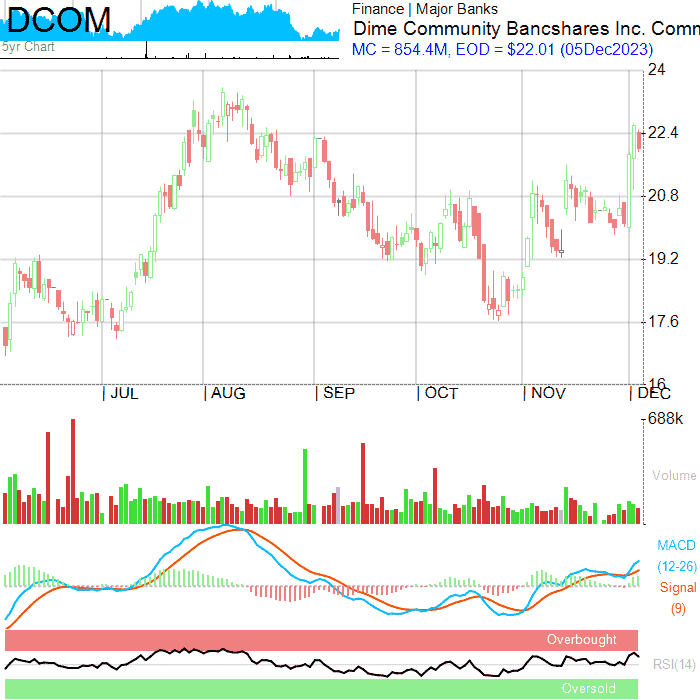 DCOM
5yr Chart
Finance | Major Banks
Dime Community Bancshares Inc. Comm
MC = 854.4M, EOD = $22.01 (05Dec2023)
24
22.4
20.8
19.2
17.6
16
| JUL | AUG | SEP | OCT | NOV | DEC
688K
Volume
MACD
(12-26)
Signal
(9)
Overbought
RSI(14)
Oversold